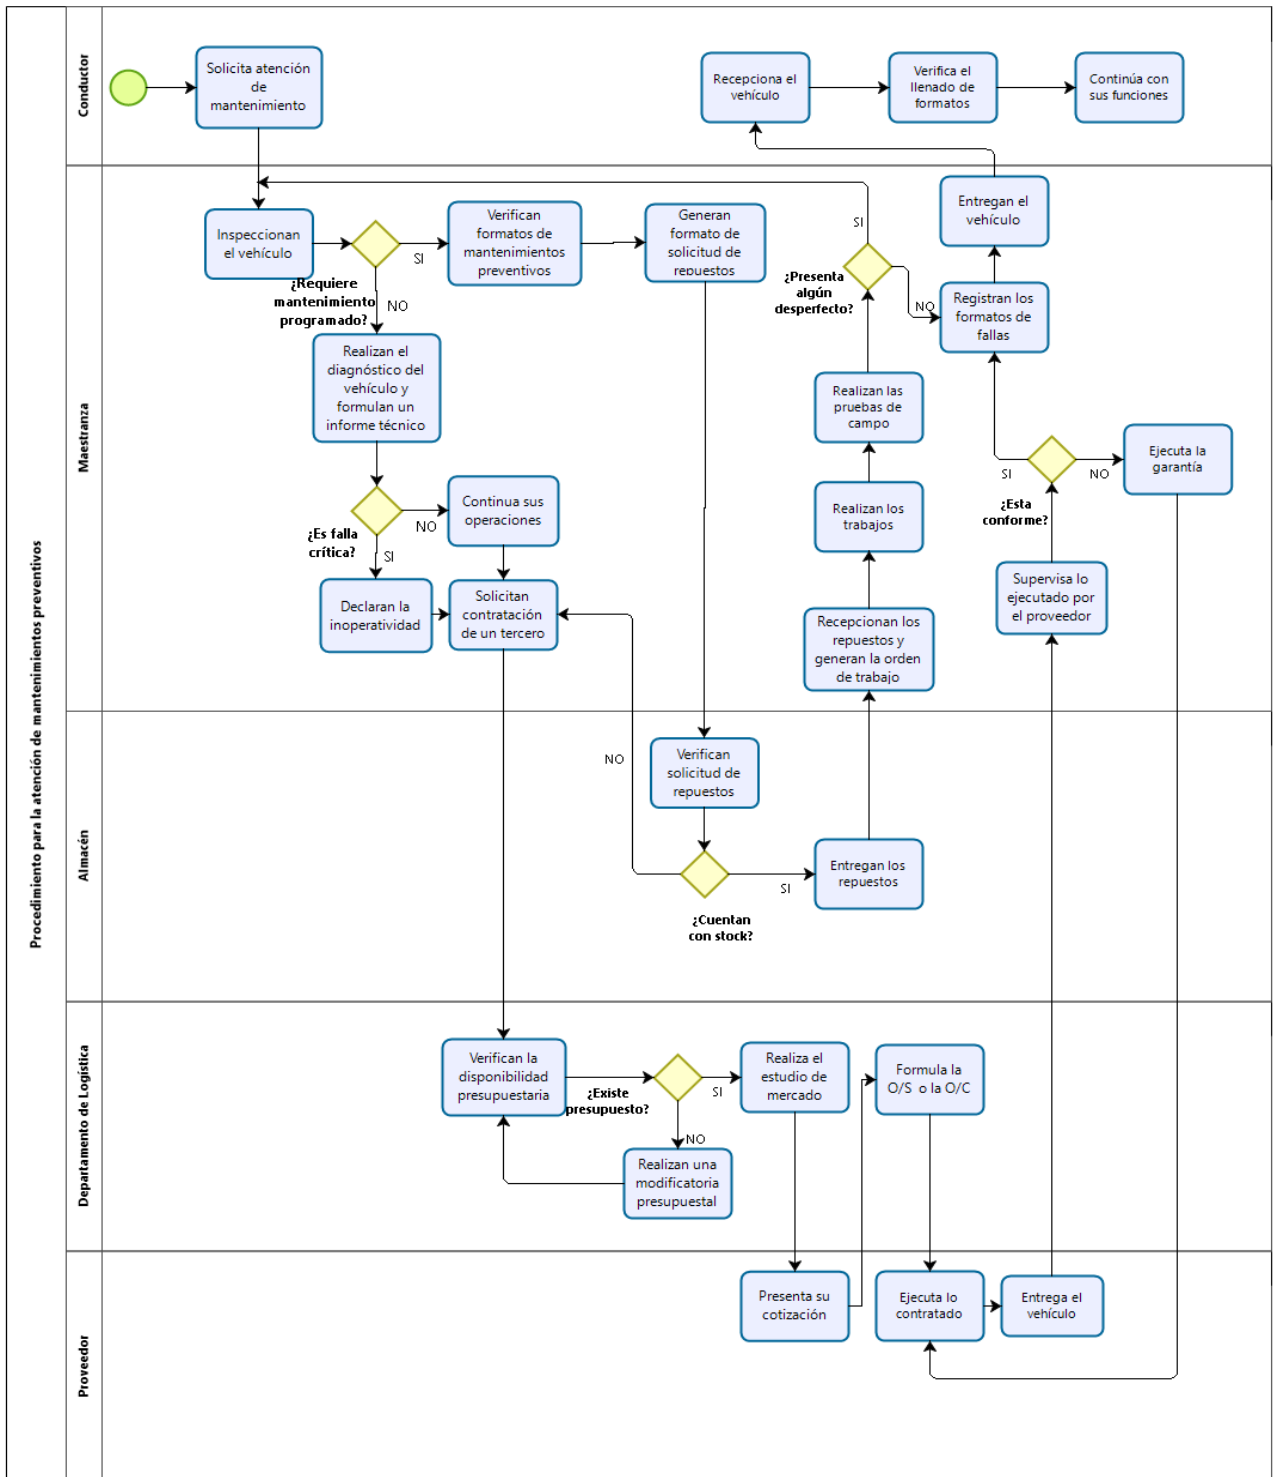 Procedimiento para la atención de mantenimientos preventivos
Conductor
Solicita atención
de
mantenimiento
Recepciona el
vehículo
Verifica el
llenado de
formatos
Continúa con
sus funciones
Maestranza
Inspeccionan
el vehículo
¿Requiere
mantenimiento
programado?
SI
NO
Verifican
formatos de
mantenimientos
preventivos
Generan
formato de
solicitud de
repuestos
SI
¿Presenta
algún
desperfecto?
NO
Entregan el
vehículo
Registran los
formatos de
fallas
Realizan el
diagnóstico del
vehículo y
formulan un
informe técnico
Realizan las
pruebas de
campo
SI
¿Esta
conforme?
NO
Ejecuta la
garantía
¿Es falla
crítica?
NO
SI
Continua sus
operaciones
Realizan los
trabajos
Declaran la
inoperatividad
Solicitan
contratación
de un tercero
Supervisa lo
ejecutado por
el proveedor
Recepcionan los
repuestos y
generan la orden
de trabajo
Almacén
NO
Verifican
solicitud de
repuestos
SI
¿Cuentan
con stock?
Entregan los
repuestos
Departamento de Logística
Verifican la
disponibilidad
presupuestaria
¿Existe
presupuesto?
SI
NO
Realiza el
estudio de
mercado
Formula la
O/S o la O/C
Realizan una
modificatoria
presupuestal
Proveedor
Presenta su
cotización
Ejecuta lo
contratado
Entrega el
vehículo